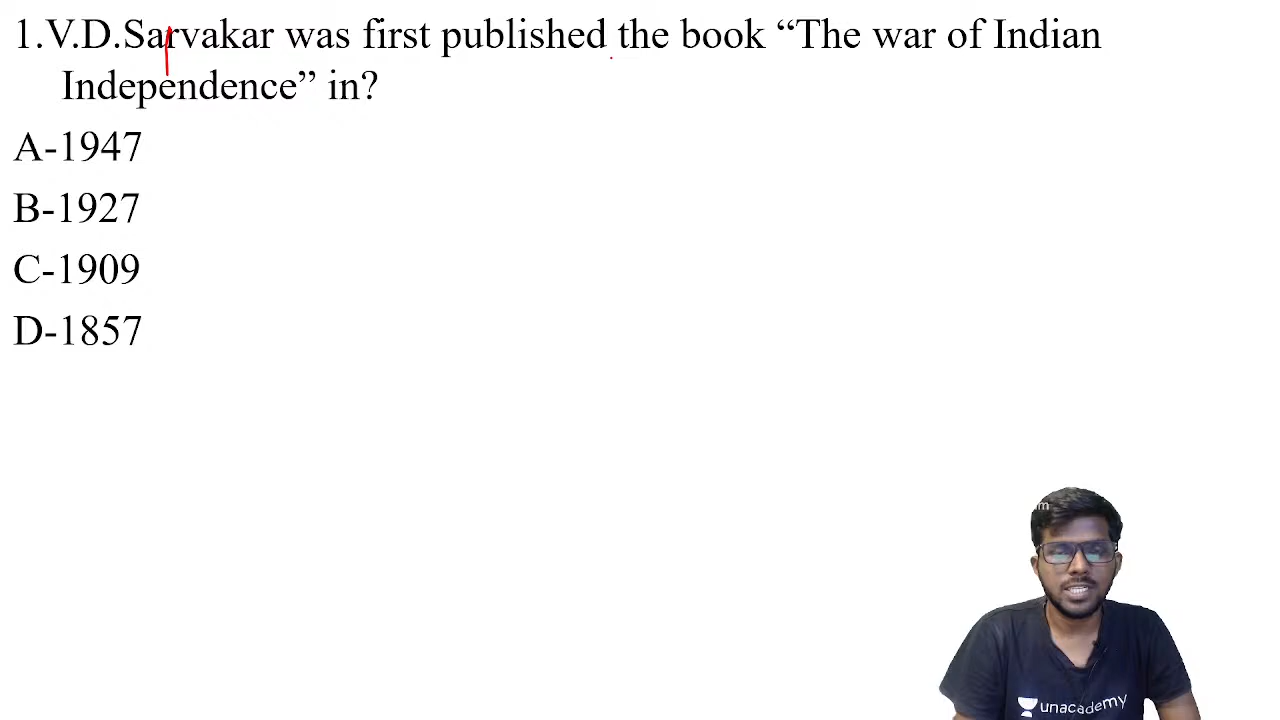 1.V.D.Sarvakar was first published the book “The war of Indian
Independence” in?
A-1947
B-1927
C-1909
D-1857
m
unacademy